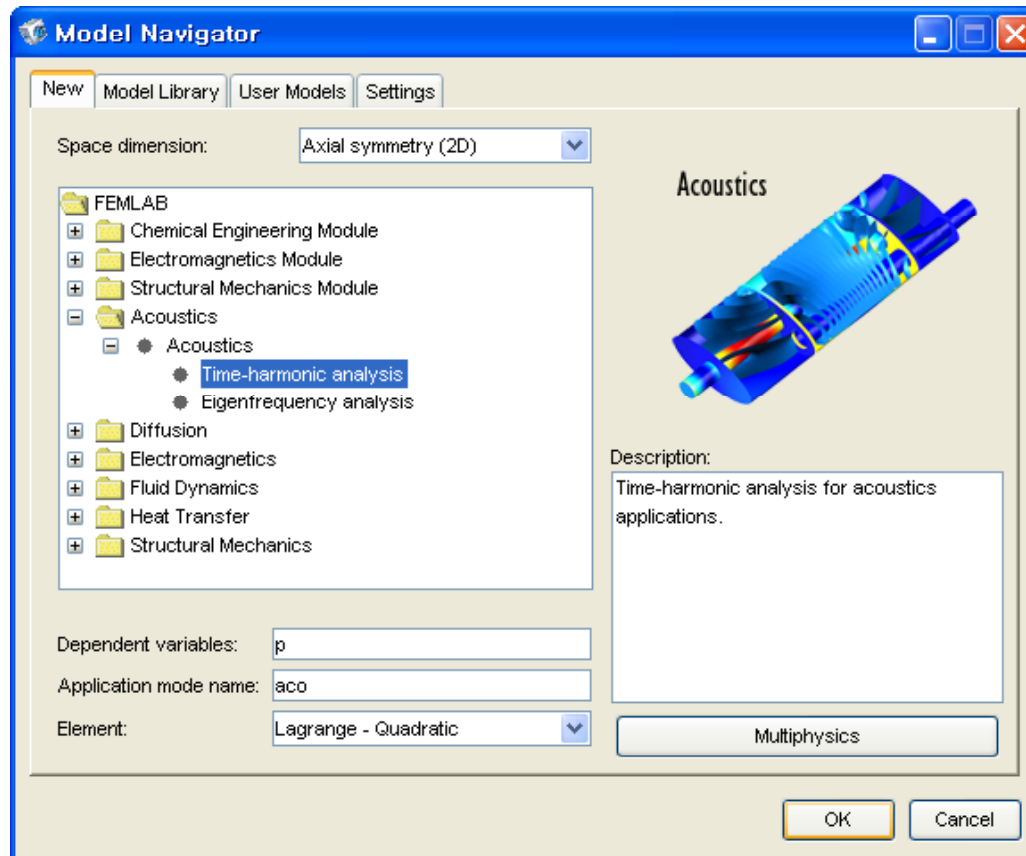 Model Navigator
New Model Library User Models Settings
Space dimension: Axial symmetry (2D)
FEMLAB
Chemical Engineering Module
Electromagnetics Module
Structural Mechanics Module
Acoustics
Acoustics
Time-harmonic analysis
Eigenfrequency analysis
Diffusion
Electromagnetics
Fluid Dynamics
Heat Transfer
Structural Mechanics
Dependent variables: p
Application mode name: aco
Element: Lagrange - Quadratic
Acoustics
Description:
Time-harmonic analysis for acoustics
applications.
Multiphysics
OK Cancel